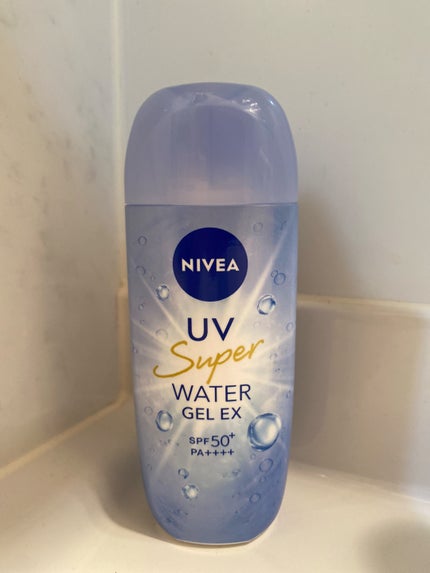 NIVEA
UV
Super
WATER
GEL EX
SPF50+
PA++++